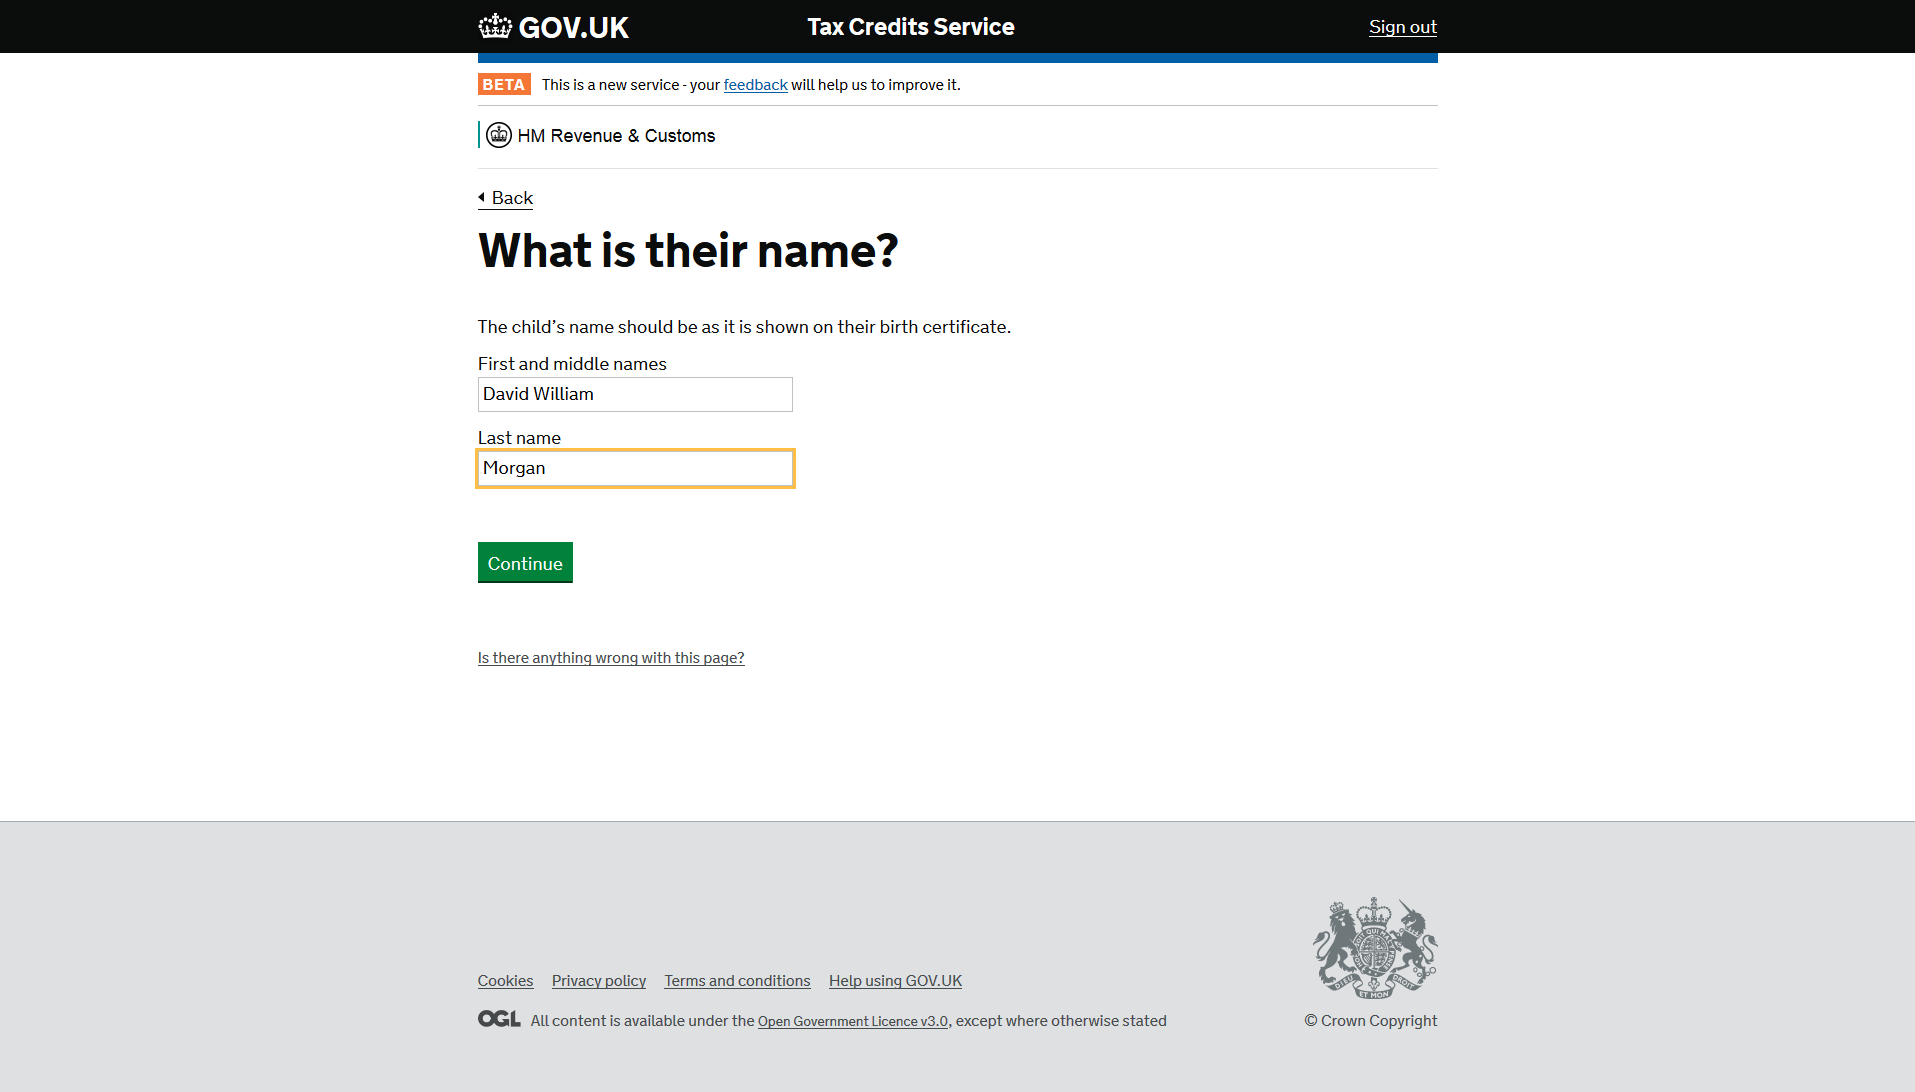 GOV.UK
Tax Credits Service
Sign out
BETA This is a new service - your feedback will help us to improve it.
HM Revenue & Customs
Back
What is their name?
The child’s name should be as it is shown on their birth certificate.
First and middle names
David William
Last name
Morgan
Continue
Is there anything wrong with this page?
Cookies Privacy policy Terms and conditions Help using GOV.UK
OGL All content is available under the Open Government Licence v3.0, except where otherwise stated
DIEU ET MON DROIT
© Crown Copyright